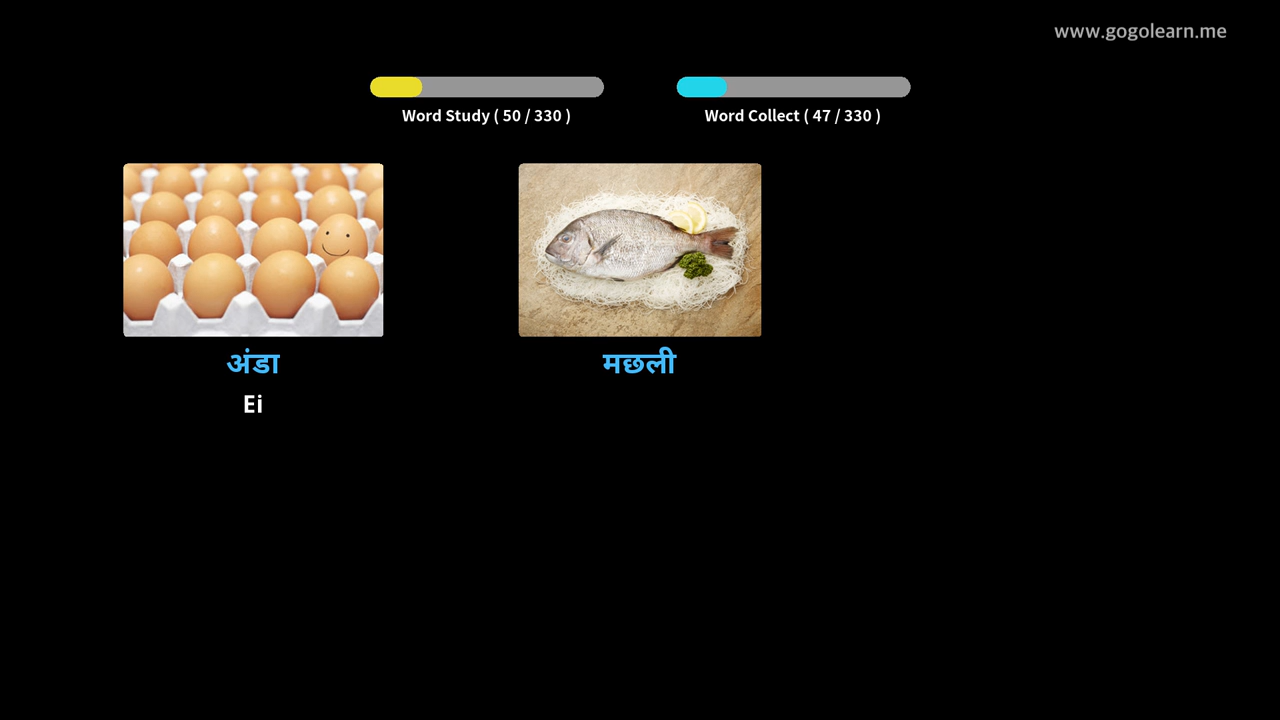 www.gogolearn.me
Word Study ( 50 / 330 )
Word Collect ( 47 / 330 )
अंडा
मछली
Ei